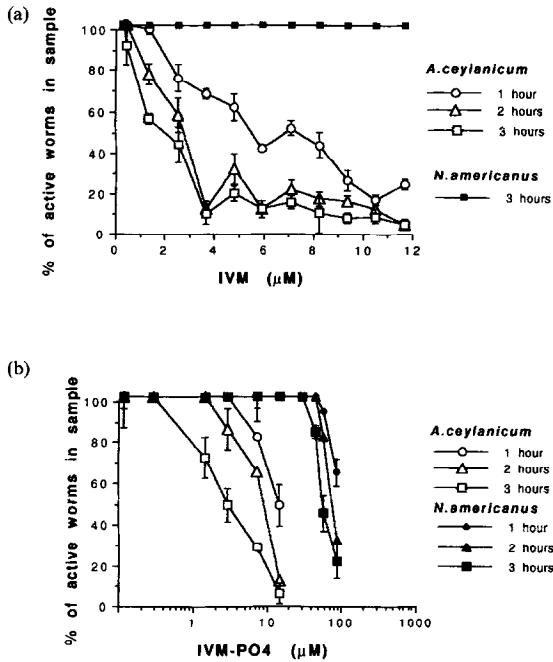 (a)
100
80
60
40
20
0
0 2 4 6 8 10 12
% of active worms in sample
IVM (µM)
A.ceylanicum
1 hour
2 hours
3 hours
N.americanus
3 hours
(b)
100
80
60
40
20
0
1 10 100 1000
% of active worms in sample
IVM-PO4 (µM)
A.ceylanicum
1 hour
2 hours
3 hours
N.americanus
1 hour
2 hours
3 hours